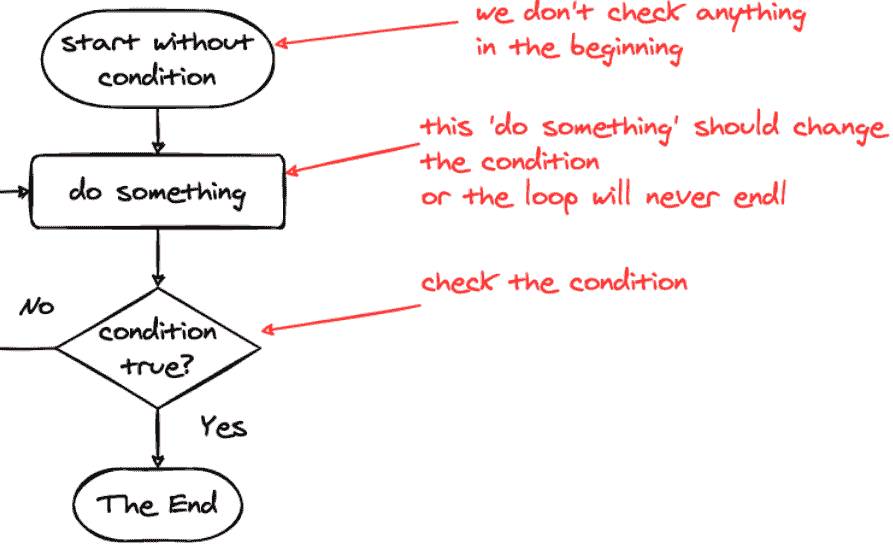 start without
condition
we don't check anything
in the beginning
do something
this 'do something' should change
the condition
or the loop will never end!
No
condition
true?
check the condition
Yes
The End